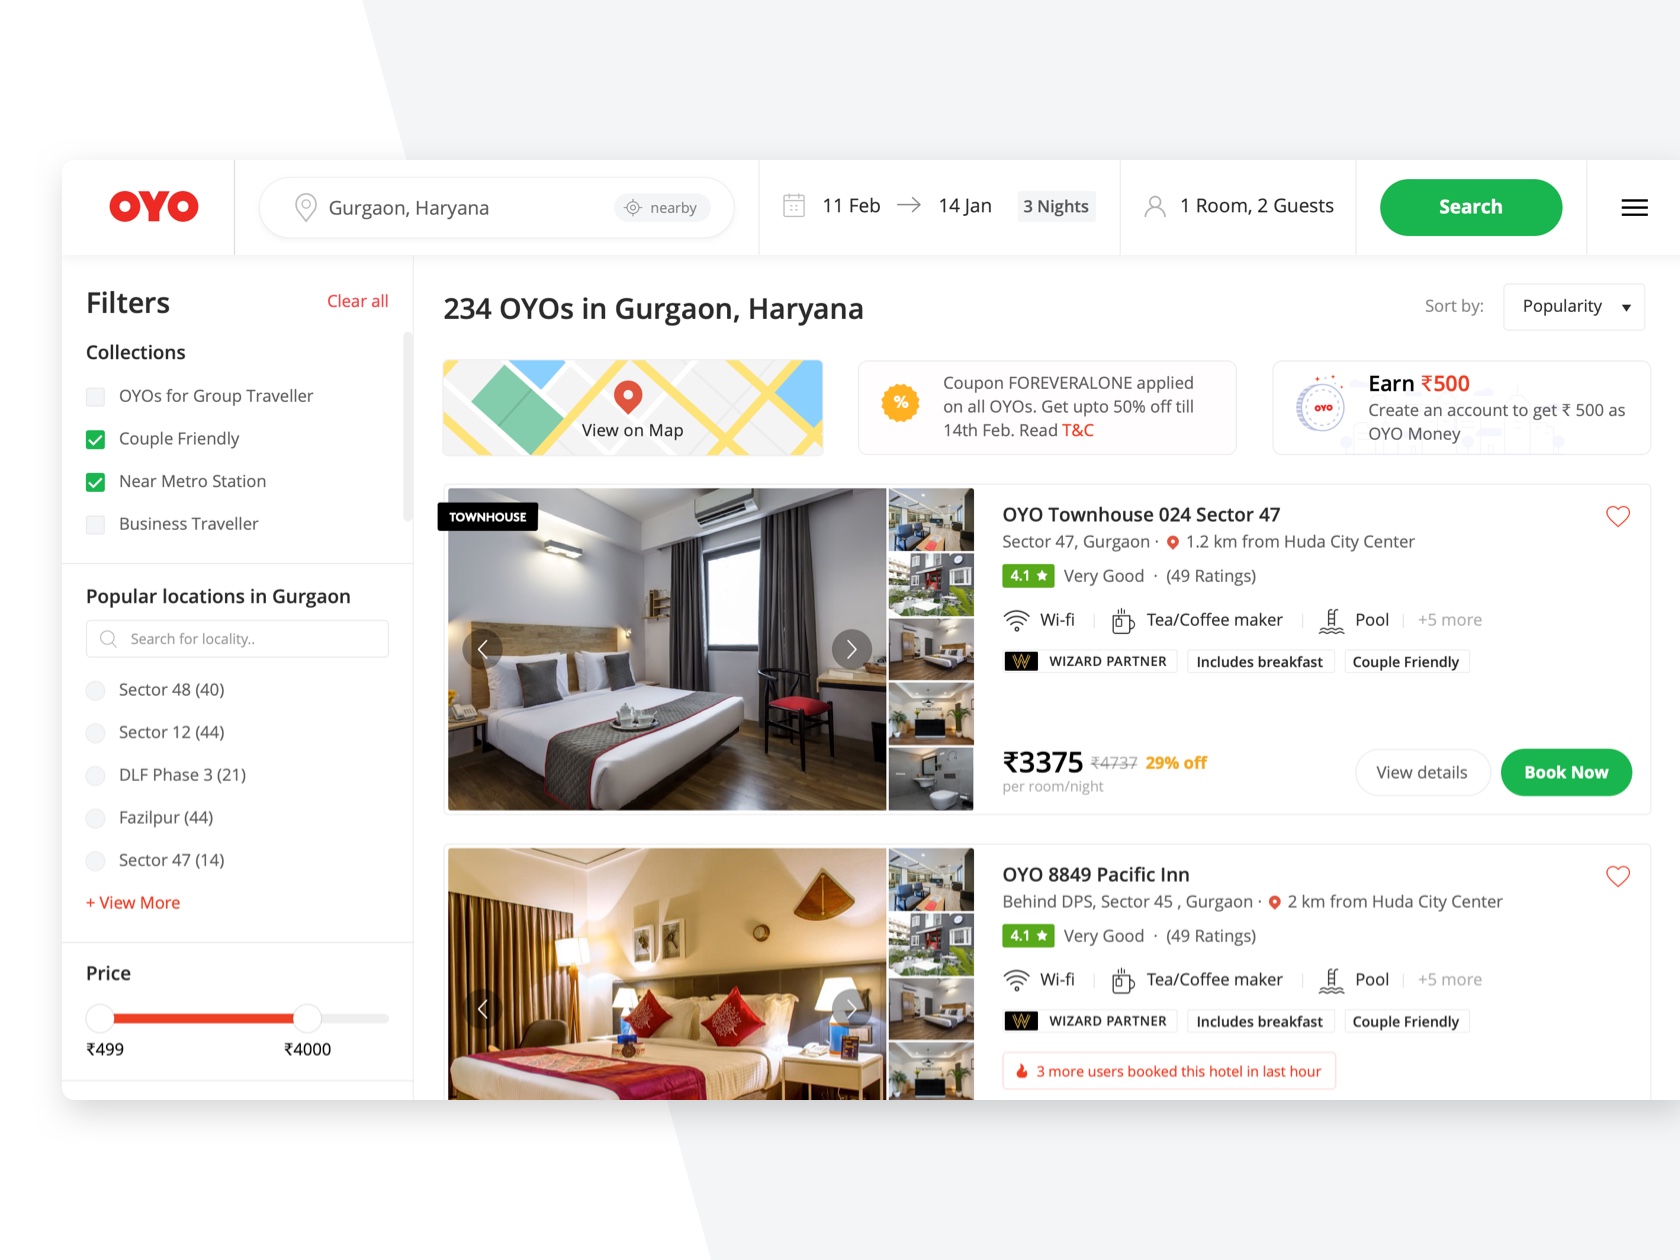 OYO
Gurgaon, Haryana
nearby
11 Feb → 14 Jan
3 Nights
1 Room, 2 Guests
Search
Filters
Clear all
Collections
OYOs for Group Traveller
Couple Friendly
Near Metro Station
Business Traveller
Popular locations in Gurgaon
Search for locality..
Sector 48 (40)
Sector 12 (44)
DLF Phase 3 (21)
Fazilpur (44)
Sector 47 (14)
+ View More
Price
₹499
₹4000
234 OYOs in Gurgaon, Haryana
Sort by:
Popularity
View on Map
%
Coupon FOREVERALONE applied
on all OYOs. Get upto 50% off till
14th Feb. Read T&C
OYO
Earn ₹500
Create an account to get ₹ 500 as
OYO Money
TOWNHOUSE
OYO Townhouse 024 Sector 47
Sector 47, Gurgaon · 1.2 km from Huda City Center
4.1 ★ Very Good · (49 Ratings)
Wi-fi
Tea/Coffee maker
Pool
+5 more
W WIZARD PARTNER
Includes breakfast
Couple Friendly
₹3375 ₹4737 29% off
per room/night
View details
Book Now
OYO 8849 Pacific Inn
Behind DPS, Sector 45 , Gurgaon · 2 km from Huda City Center
4.1 ★ Very Good · (49 Ratings)
Wi-fi
Tea/Coffee maker
Pool
+5 more
W WIZARD PARTNER
Includes breakfast
Couple Friendly
3 more users booked this hotel in last hour